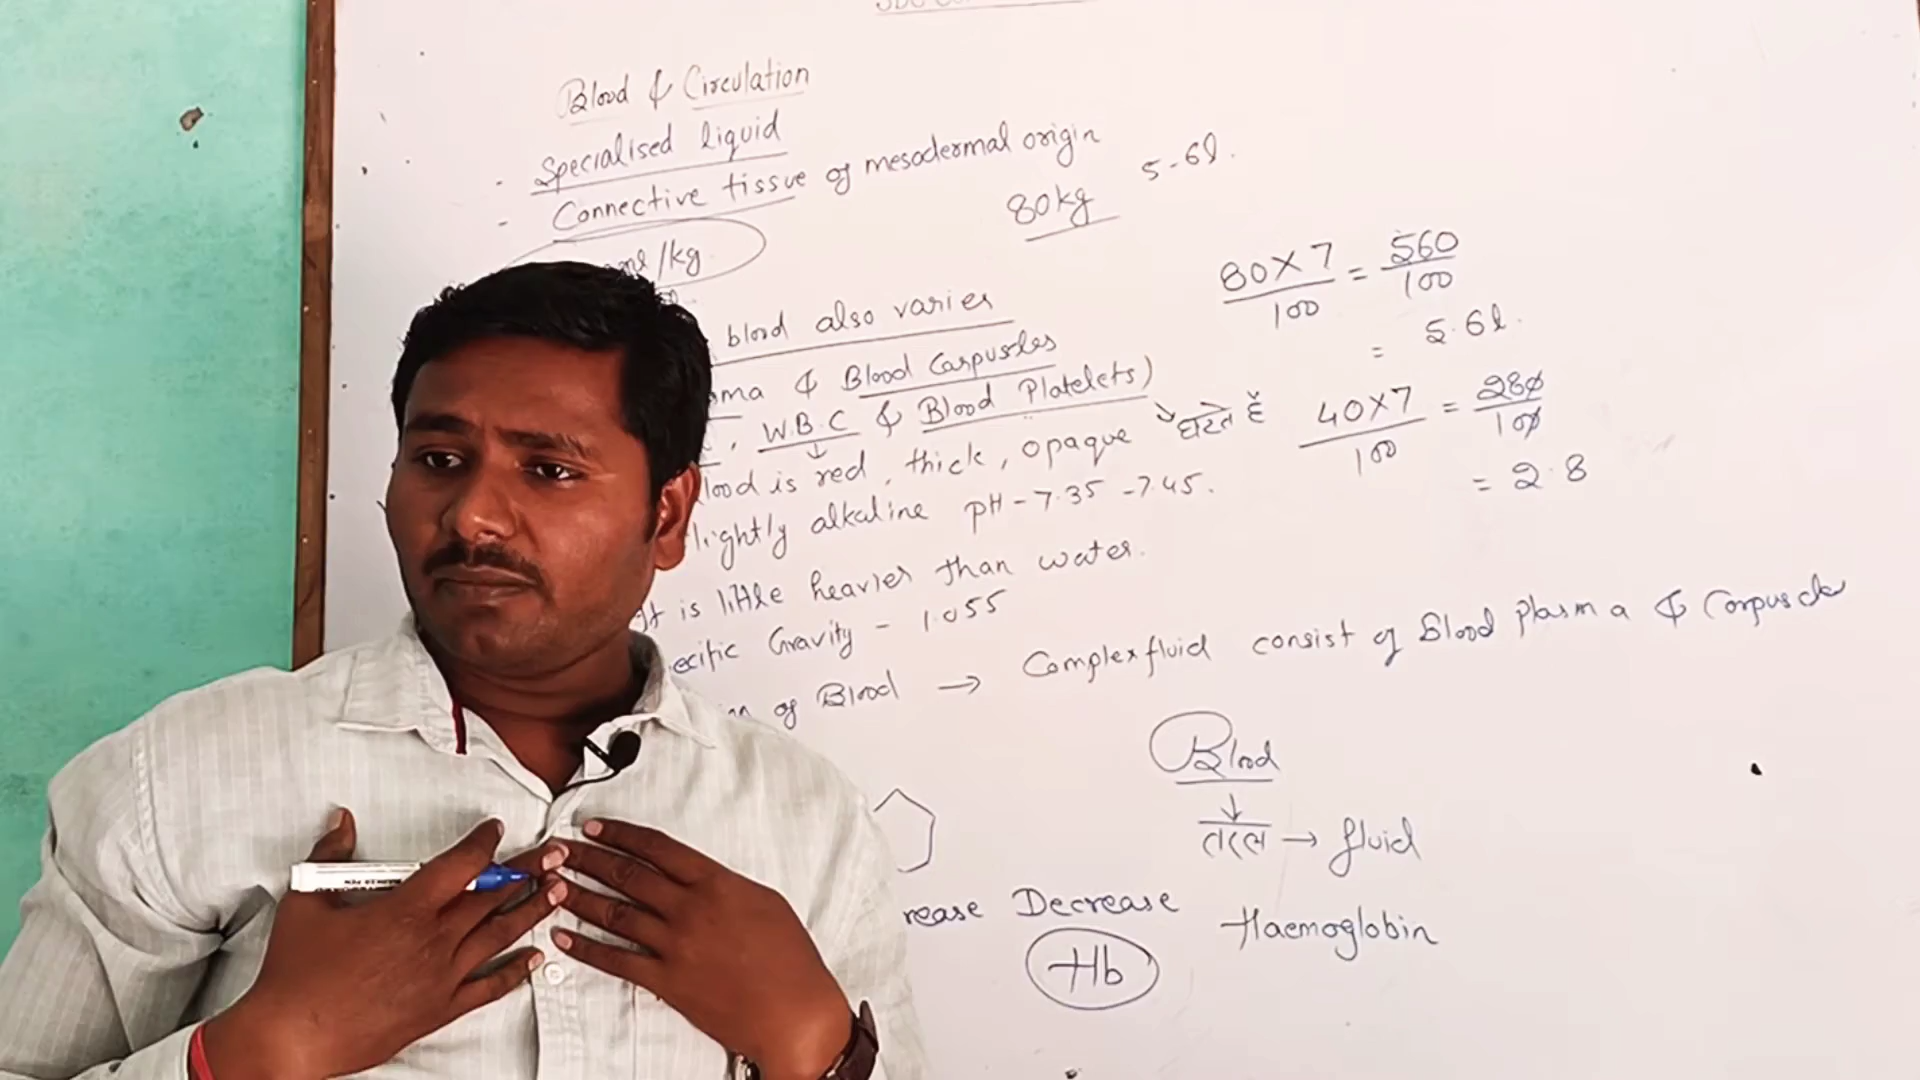 Blood & Circulation
- Specialised liquid
- Connective tissue of mesodermal origin
5-6l.
80kg
ml/kg
80×7/100 = 560/100
= 5.6l.
blood also varies
ma & Blood Caspuscles
, W.B.C & Blood Platelets)
lood is red, thick, opaque
घटते हैं
40×7/100 = 280/100
= 2.8
lightly alkaline pH - 7.35 -7.45.
It is little heavier than water.
ecific Gravity - 1.055
of Blood → Complex fluid consist of Blood plasma & Corpuscles
Blood
↓
तरल → fluid
rease Decrease
Haemoglobin
Hb